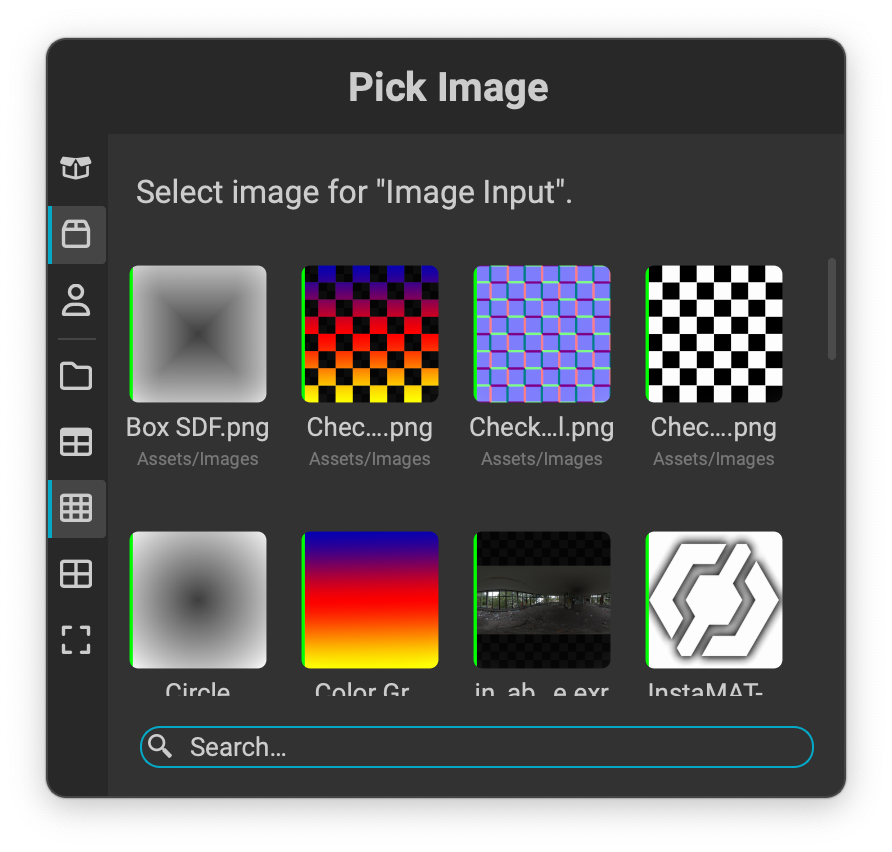 Pick Image
Select image for "Image Input".
Box SDF.png
Chec....png
Check...l.png
Chec....png
Assets/Images
Assets/Images
Assets/Images
Assets/Images
Circle
Color Gr
in_ab...e.exr
InstaMAT-
Search...